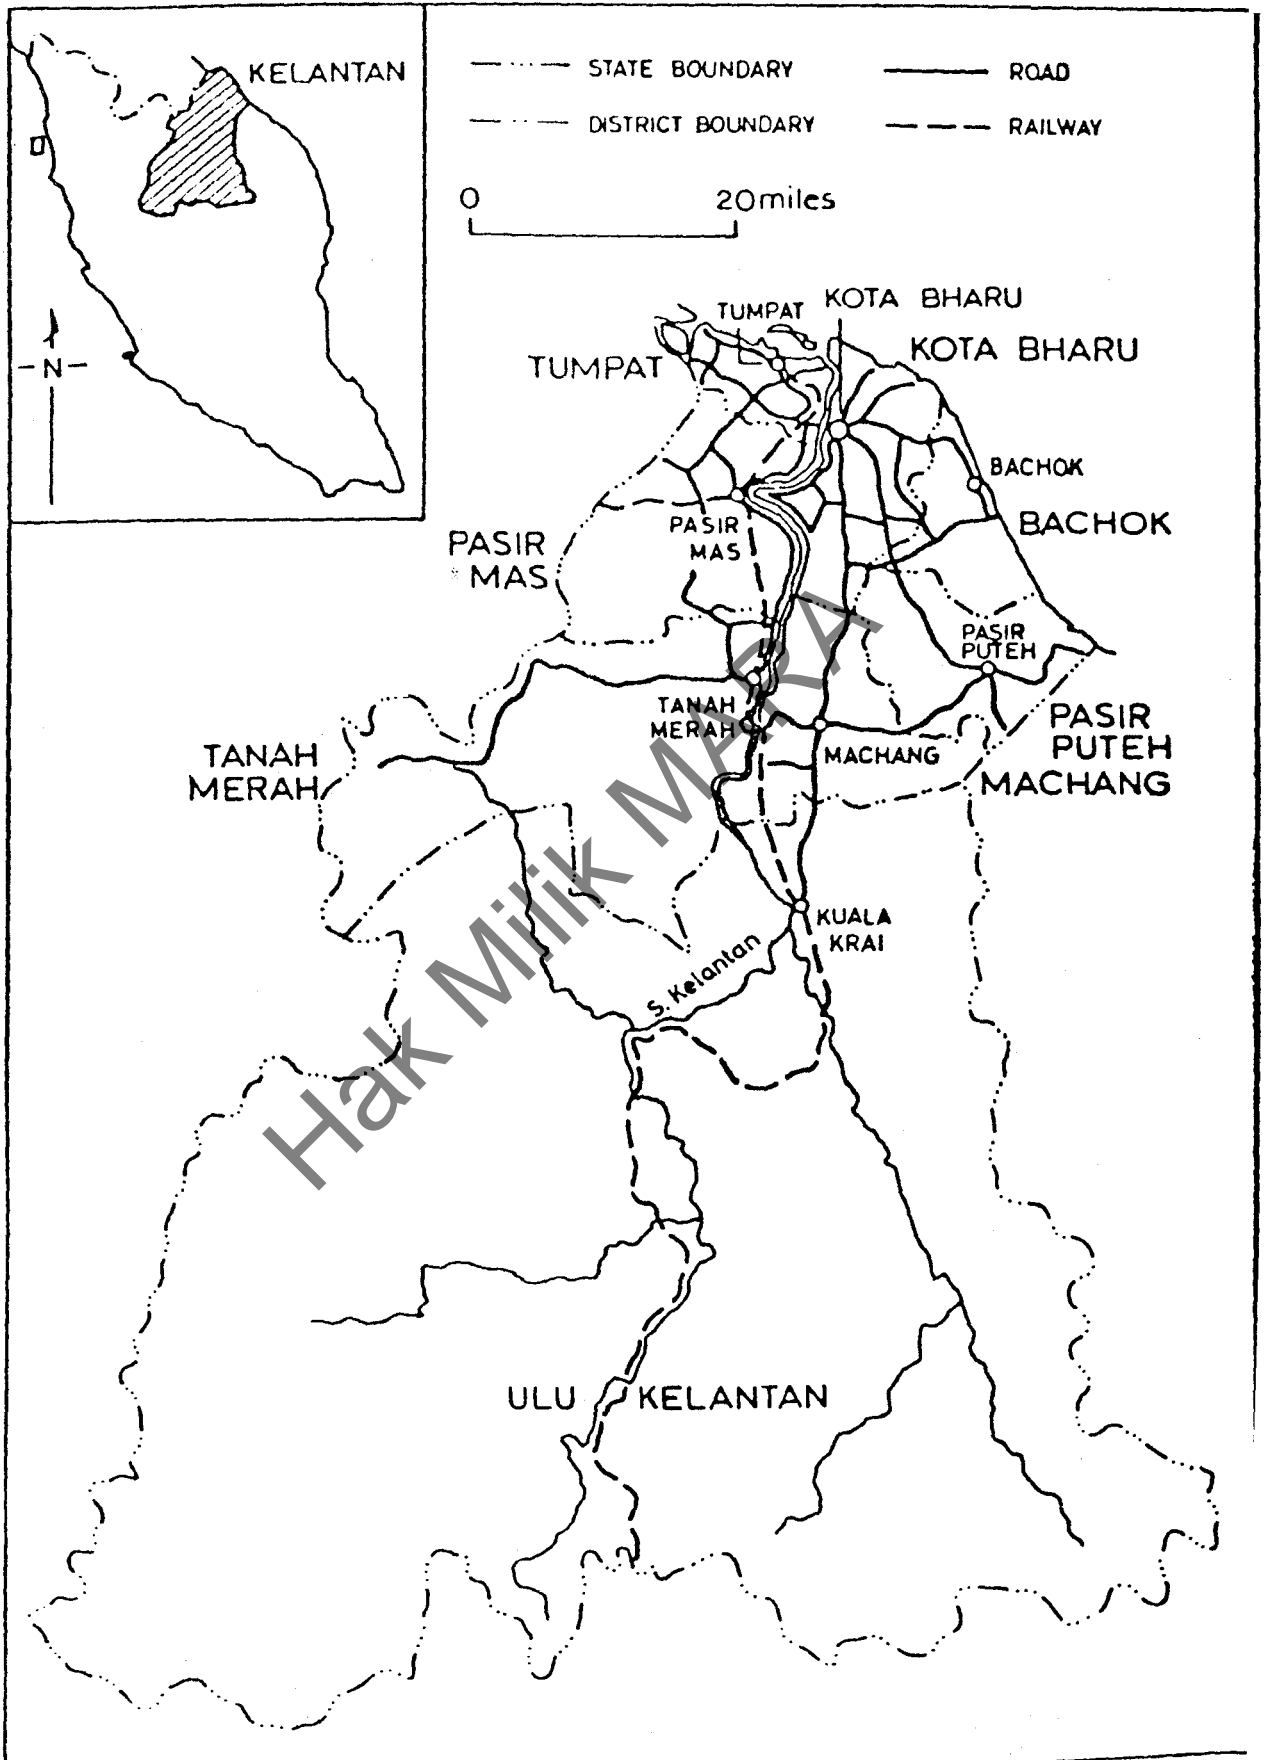 KELANTAN
STATE BOUNDARY
ROAD
DISTRICT BOUNDARY
RAILWAY
0 20 miles
-N-
TUMPAT
KOTA BHARU
TUMPAT
KOTA BHARU
BACHOK
BACHOK
PASIR
MAS
PASIR
MAS
PASIR
PUTEH
TANAH
MERAH
PASIR
PUTEH
TANAH
MERAH
MACHANG
MACHANG
KUALA
KRAI
S. Kelantan
ULU KELANTAN
Hak Milik MARA